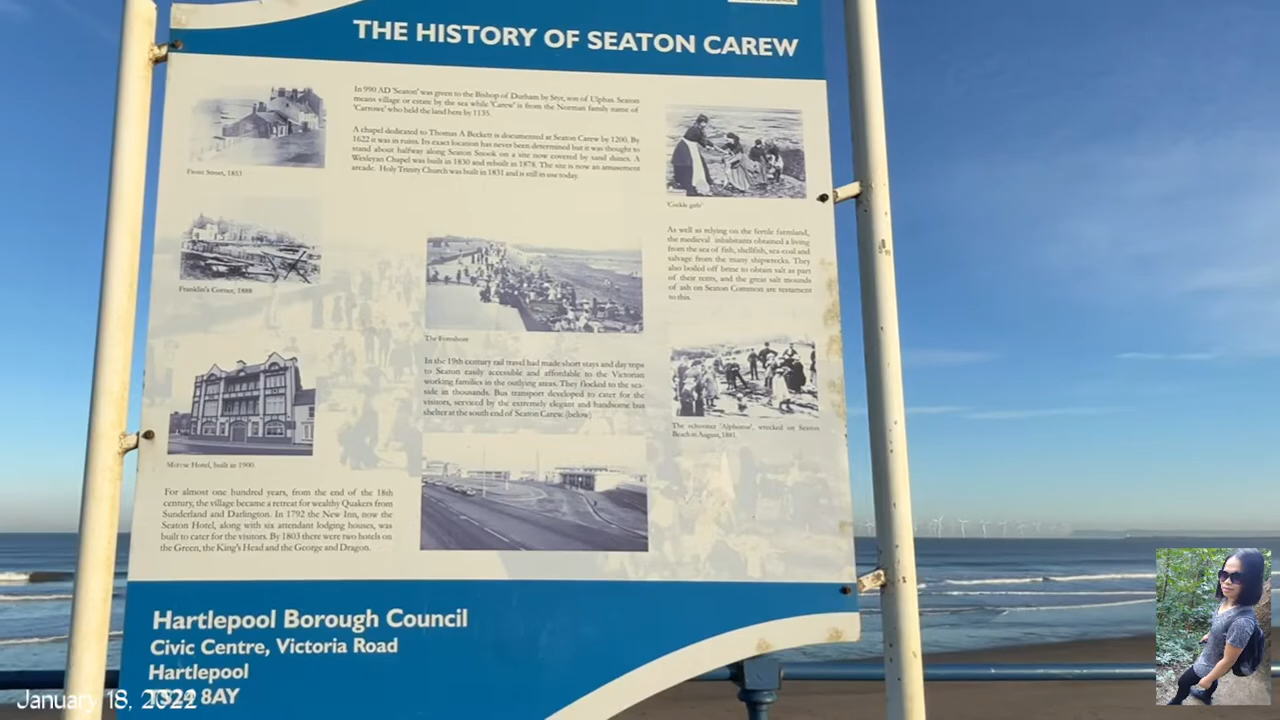 THE HISTORY OF SEATON CAREW
In 990 AD 'Seaton' was given to the Bishop of Durham by Styr, son of Ulphas. Seaton
means village or estate by the sea while 'Carew' is from the Norman family name of
'Carrowe' who held the land here by 1135.
A chapel dedicated to Thomas A Beckett is documented at Seaton Carew by 1200. By
1622 it was in ruins. Its exact location has never been determined but it was thought to
stand about halfway along Seaton Snook on a site now covered by sand dunes. A
Wesleyan Chapel was built in 1830 and rebuilt in 1878. The site is now an amusement
arcade. Holy Trinity Church was built in 1831 and is still in use today.
Front Street, 1853
Franklin's Corner, 1888
Hotel, built in 1900.
For almost one hundred years, from the end of the 18th
century, the village became a retreat for wealthy Quakers from
Sunderland and Darlington. In 1792 the New Inn, now the
Seaton Hotel, along with six attendant lodging houses, was
built to cater for the visitors. By 1803 there were two hotels on
the Green, the King's Head and the George and Dragon.
The Foreshore
In the 19th century rail travel had made short stays and day trips
to Seaton easily accessible and affordable to the Victorian
working families in the outlying areas. They flocked to the sea-
side in thousands. Bus transport developed to cater for the
visitors, serviced by the extremely elegant and handsome bus
shelter at the south end of Seaton Carew. (below)
'Cockle girls'
As well as relying on the fertile farmland,
the medieval inhabitants obtained a living
from the sea of fish, shellfish, sea-coal and
salvage from the many shipwrecks. They
also boiled off brine to obtain salt as part
of their rents, and the great salt mounds
of ash on Seaton Common are testament
to this.
The schooner 'Alphonse', wrecked on Seaton
Beach in August, 1881.
Hartlepool Borough Council
Civic Centre, Victoria Road
Hartlepool
TS24 8AY
January 18, 2022